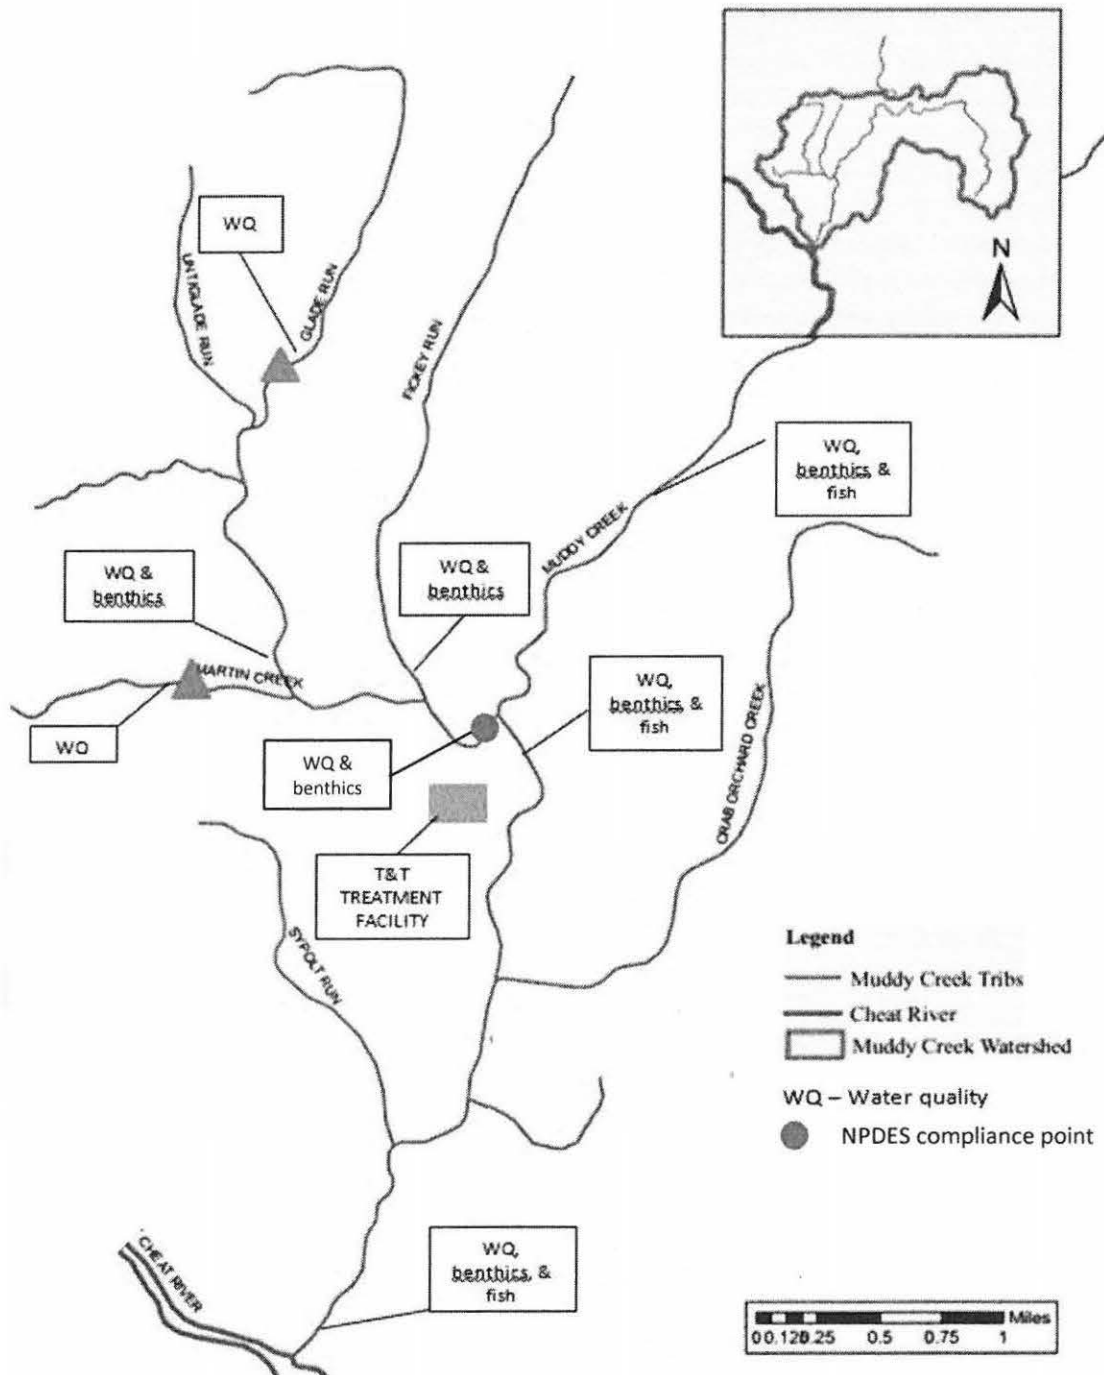 N
WQ
UNT/GLADE RUN
GLADE RUN
FICKEY RUN
WQ,
benthics, &
fish
MUDDY CREEK
WQ &
benthics
WQ &
benthics
MARTIN CREEK
WQ,
benthics, &
fish
WQ
WQ &
benthics
CRAB ORCHARD CREEK
T&T
TREATMENT
FACILITY
SYPOLT RUN
Legend
Muddy Creek Tribs
Cheat River
Muddy Creek Watershed
WQ – Water quality
NPDES compliance point
CHEAT RIVER
WQ,
benthics, &
fish
Miles
0 0.125 0.25 0.5 0.75 1